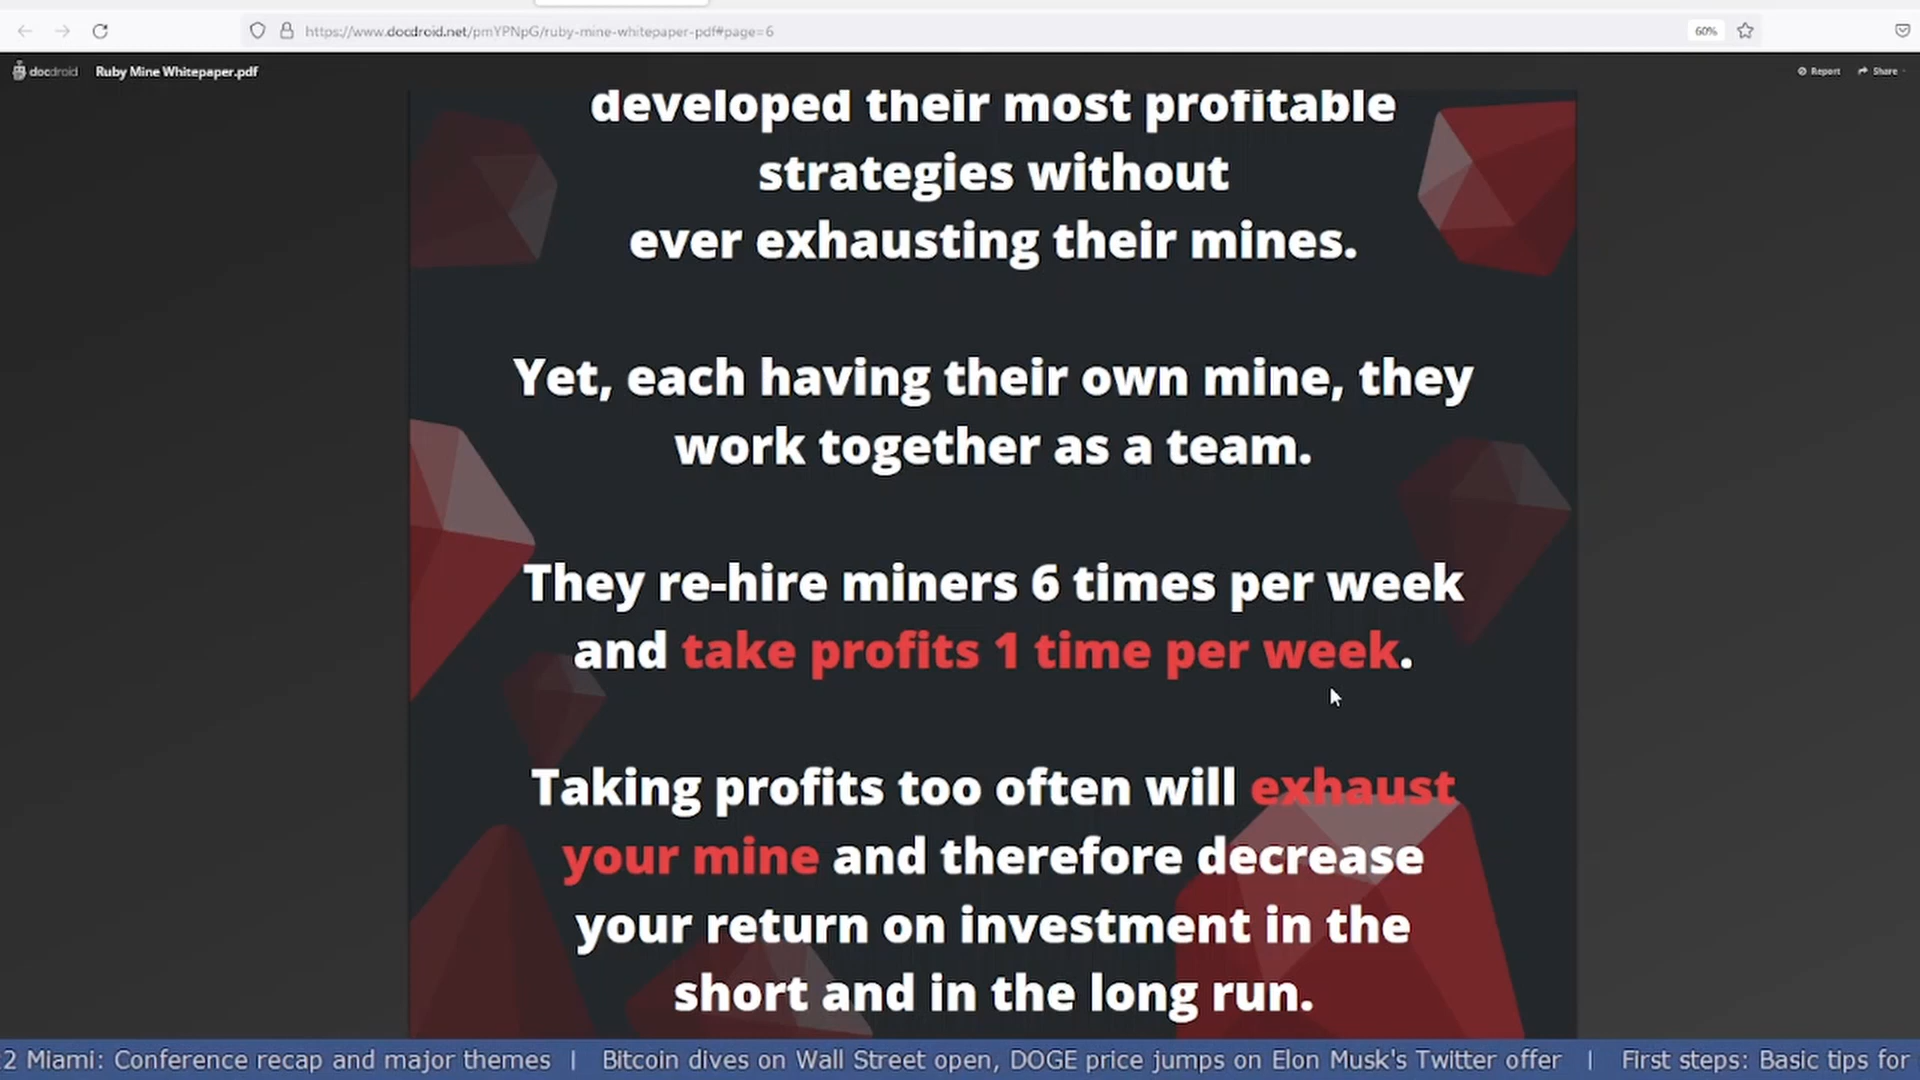 https://www.docdroid.net/pmYPNpG/ruby-mine-whitepaper-pdf#page=6
60%
docdroid Ruby Mine Whitepaper.pdf
Report Share
developed their most profitable
strategies without
ever exhausting their mines.
Yet, each having their own mine, they
work together as a team.
They re-hire miners 6 times per week
and take profits 1 time per week.
Taking profits too often will exhaust
your mine and therefore decrease
your return on investment in the
short and in the long run.
2 Miami: Conference recap and major themes | Bitcoin dives on Wall Street open, DOGE price jumps on Elon Musk's Twitter offer | First steps: Basic tips for